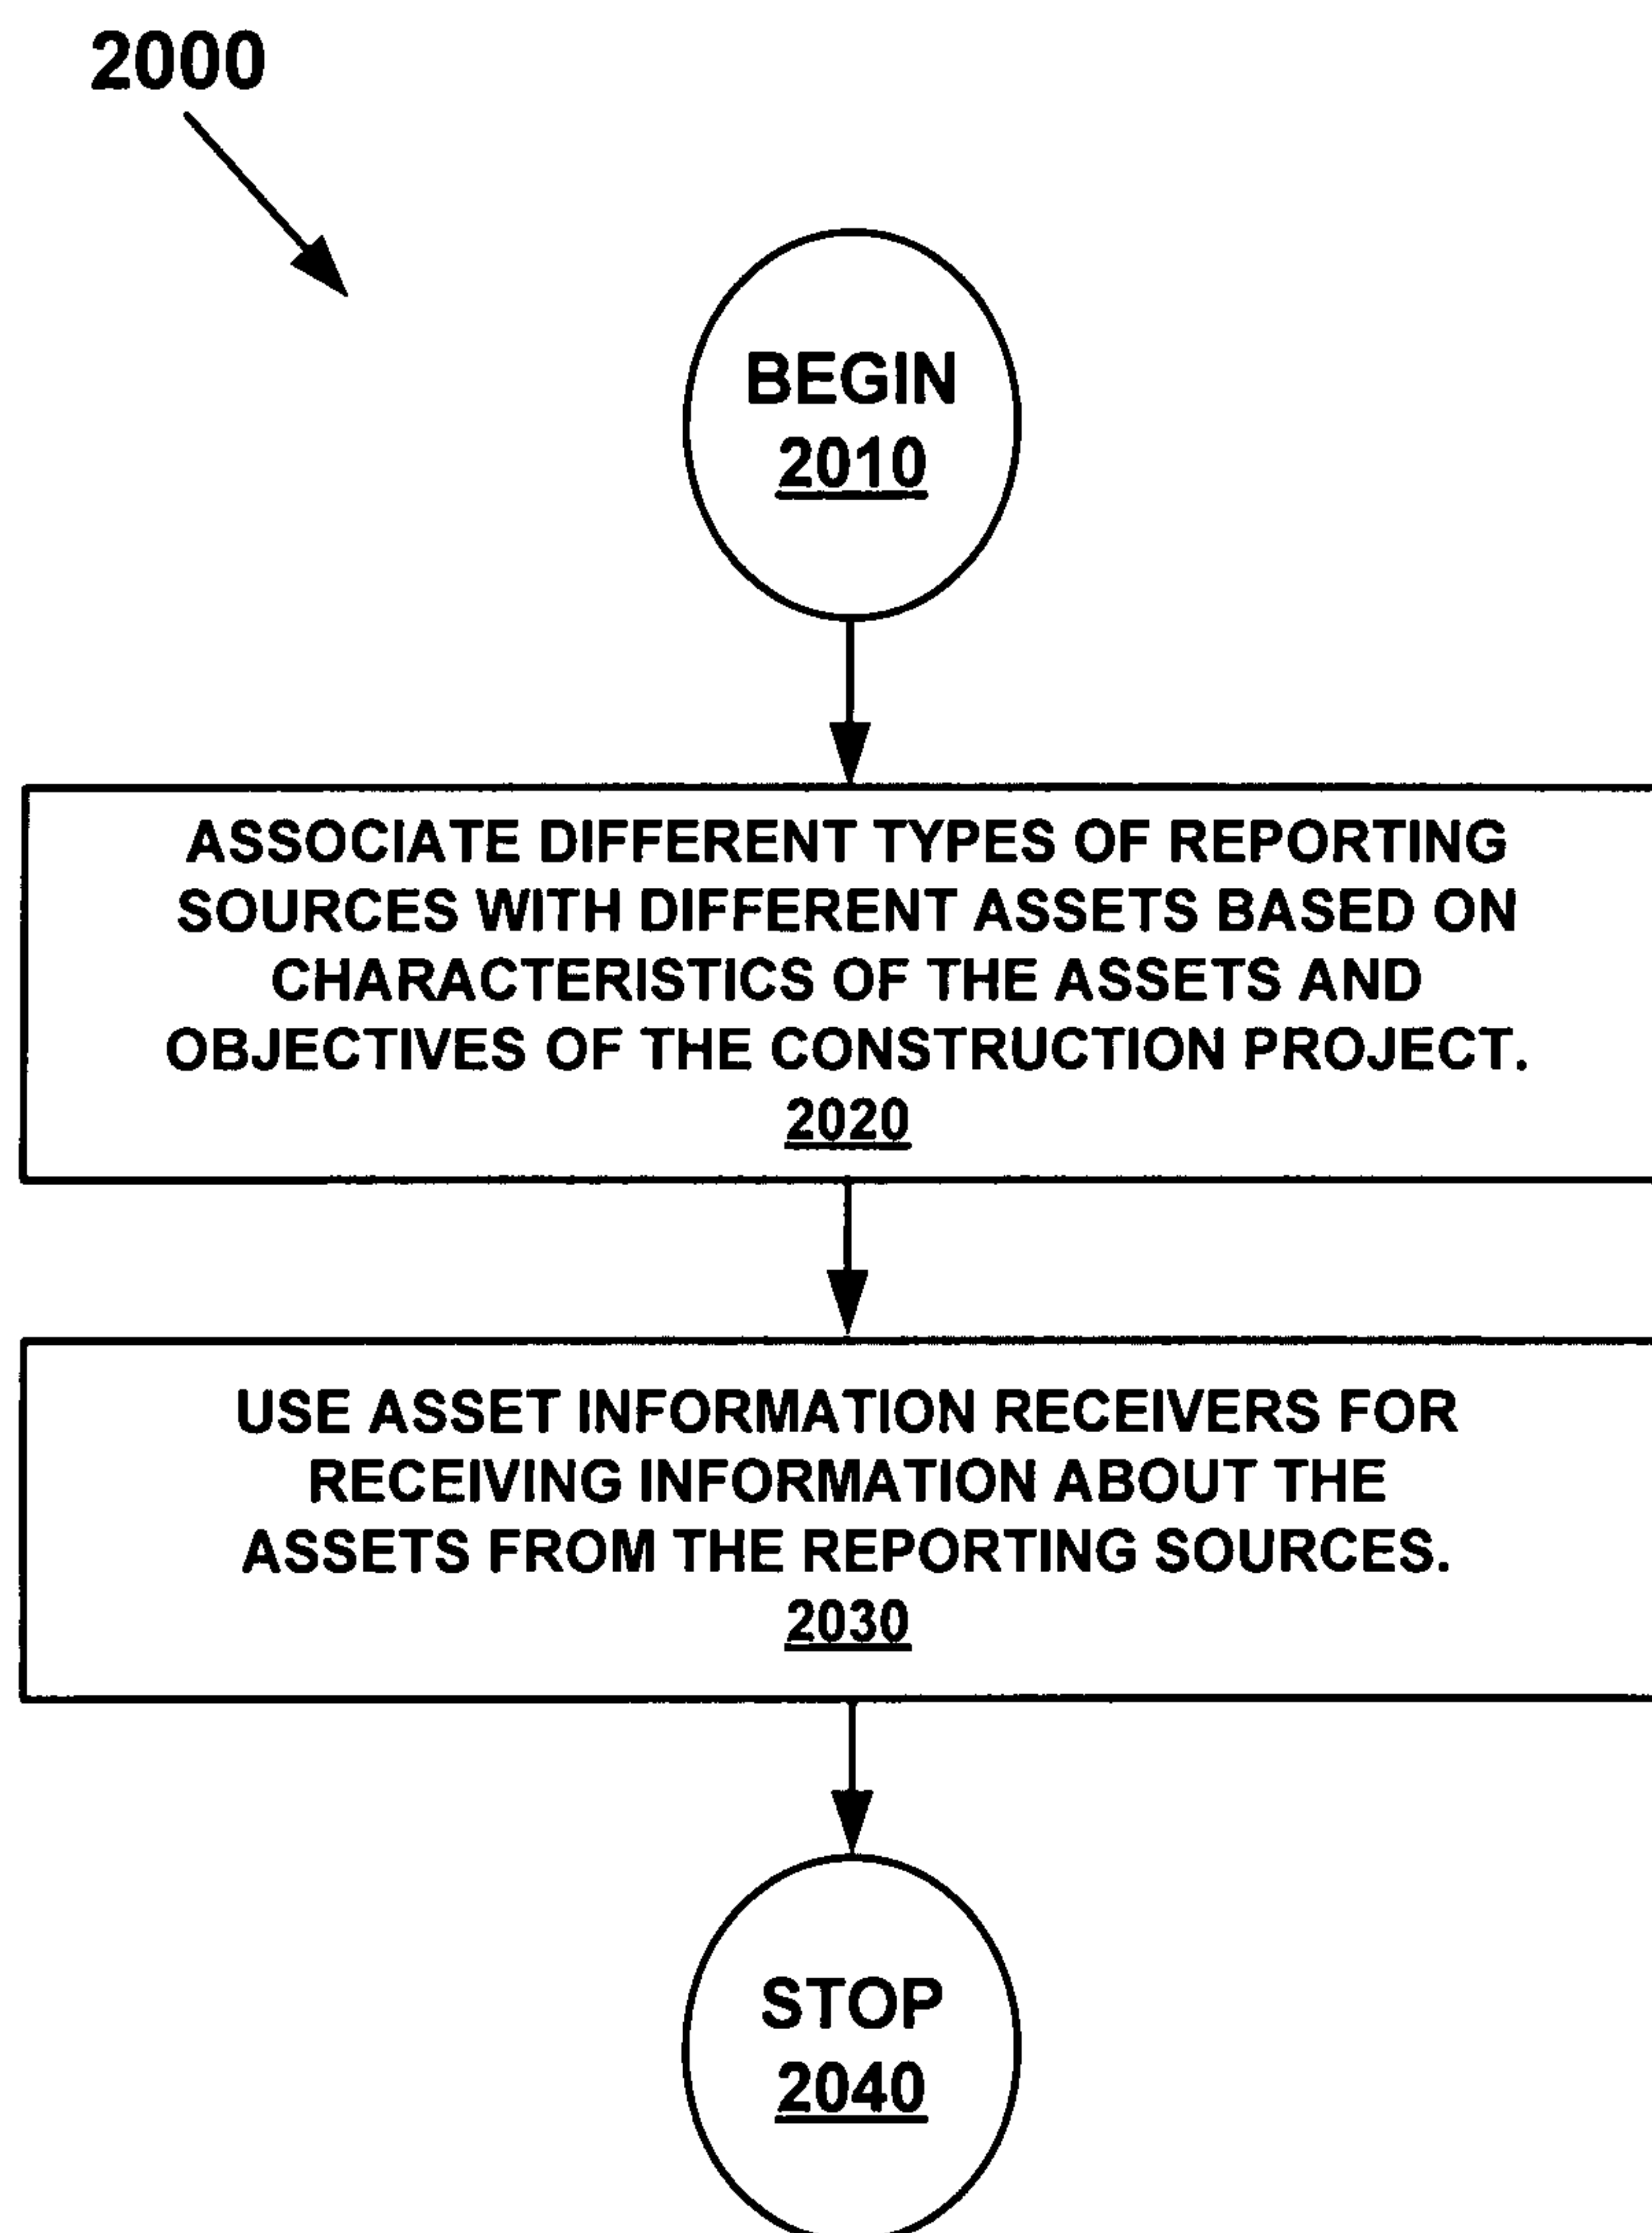 2000
BEGIN
2010
ASSOCIATE DIFFERENT TYPES OF REPORTING
SOURCES WITH DIFFERENT ASSETS BASED ON
CHARACTERISTICS OF THE ASSETS AND
OBJECTIVES OF THE CONSTRUCTION PROJECT.
2020
USE ASSET INFORMATION RECEIVERS FOR
RECEIVING INFORMATION ABOUT THE
ASSETS FROM THE REPORTING SOURCES.
2030
STOP
2040